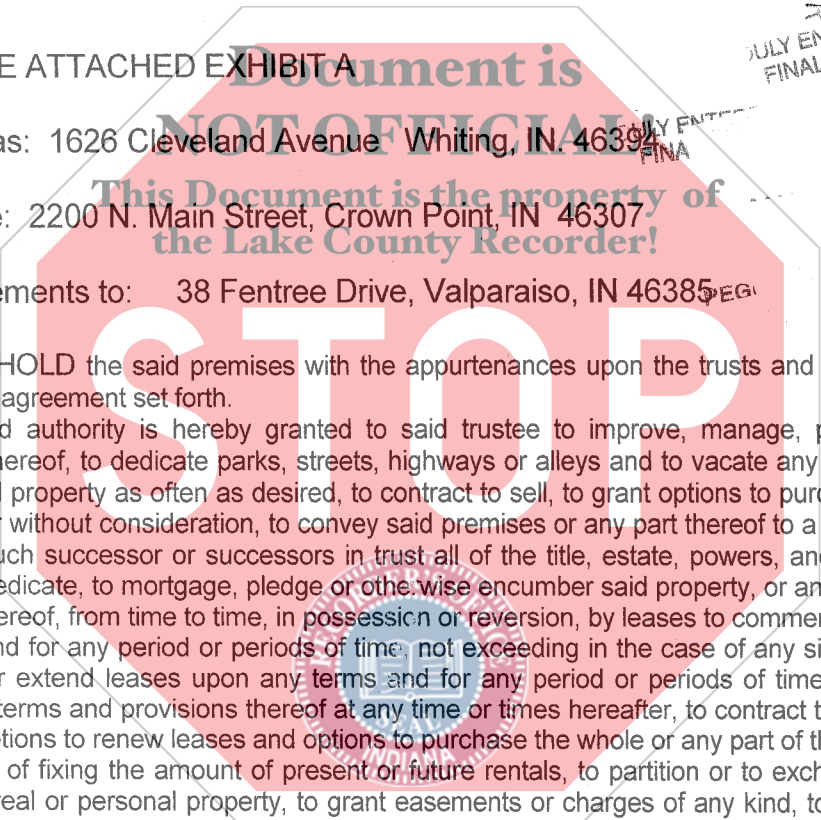 E ATTACHED EXHIBIT A
Document is
as: 1626 Cleveland Avenue Whiting, IN. 46394
NOT OFFICIAL!
This Document is the property of
e: 2200 N. Main Street, Crown Point, IN 46307
the Lake County Recorder!
ements to: 38 Fentree Drive, Valparaiso, IN 46385
STOP
HOLD the said premises with the appurtenances upon the trusts and
agreement set forth.
d authority is hereby granted to said trustee to improve, manage, p
hereof, to dedicate parks, streets, highways or alleys and to vacate any
property as often as desired, to contract to sell, to grant options to purc
r without consideration, to convey said premises or any part thereof to a
uch successor or successors in trust all of the title, estate, powers, an
edicate, to mortgage, pledge or otherwise encumber said property, or an
ereof, from time to time, in possession or reversion, by leases to commen
nd for any period or periods of time, not exceeding in the case of any si
r extend leases upon any terms and for any period or periods of time
terms and provisions thereof at any time or times hereafter, to contract t
tions to renew leases and options to purchase the whole or any part of th
of fixing the amount of present or future rentals, to partition or to exch
real or personal property, to grant easements or charges of any kind, to
RECORDER'S OFFICE
SEAL
INDIANA